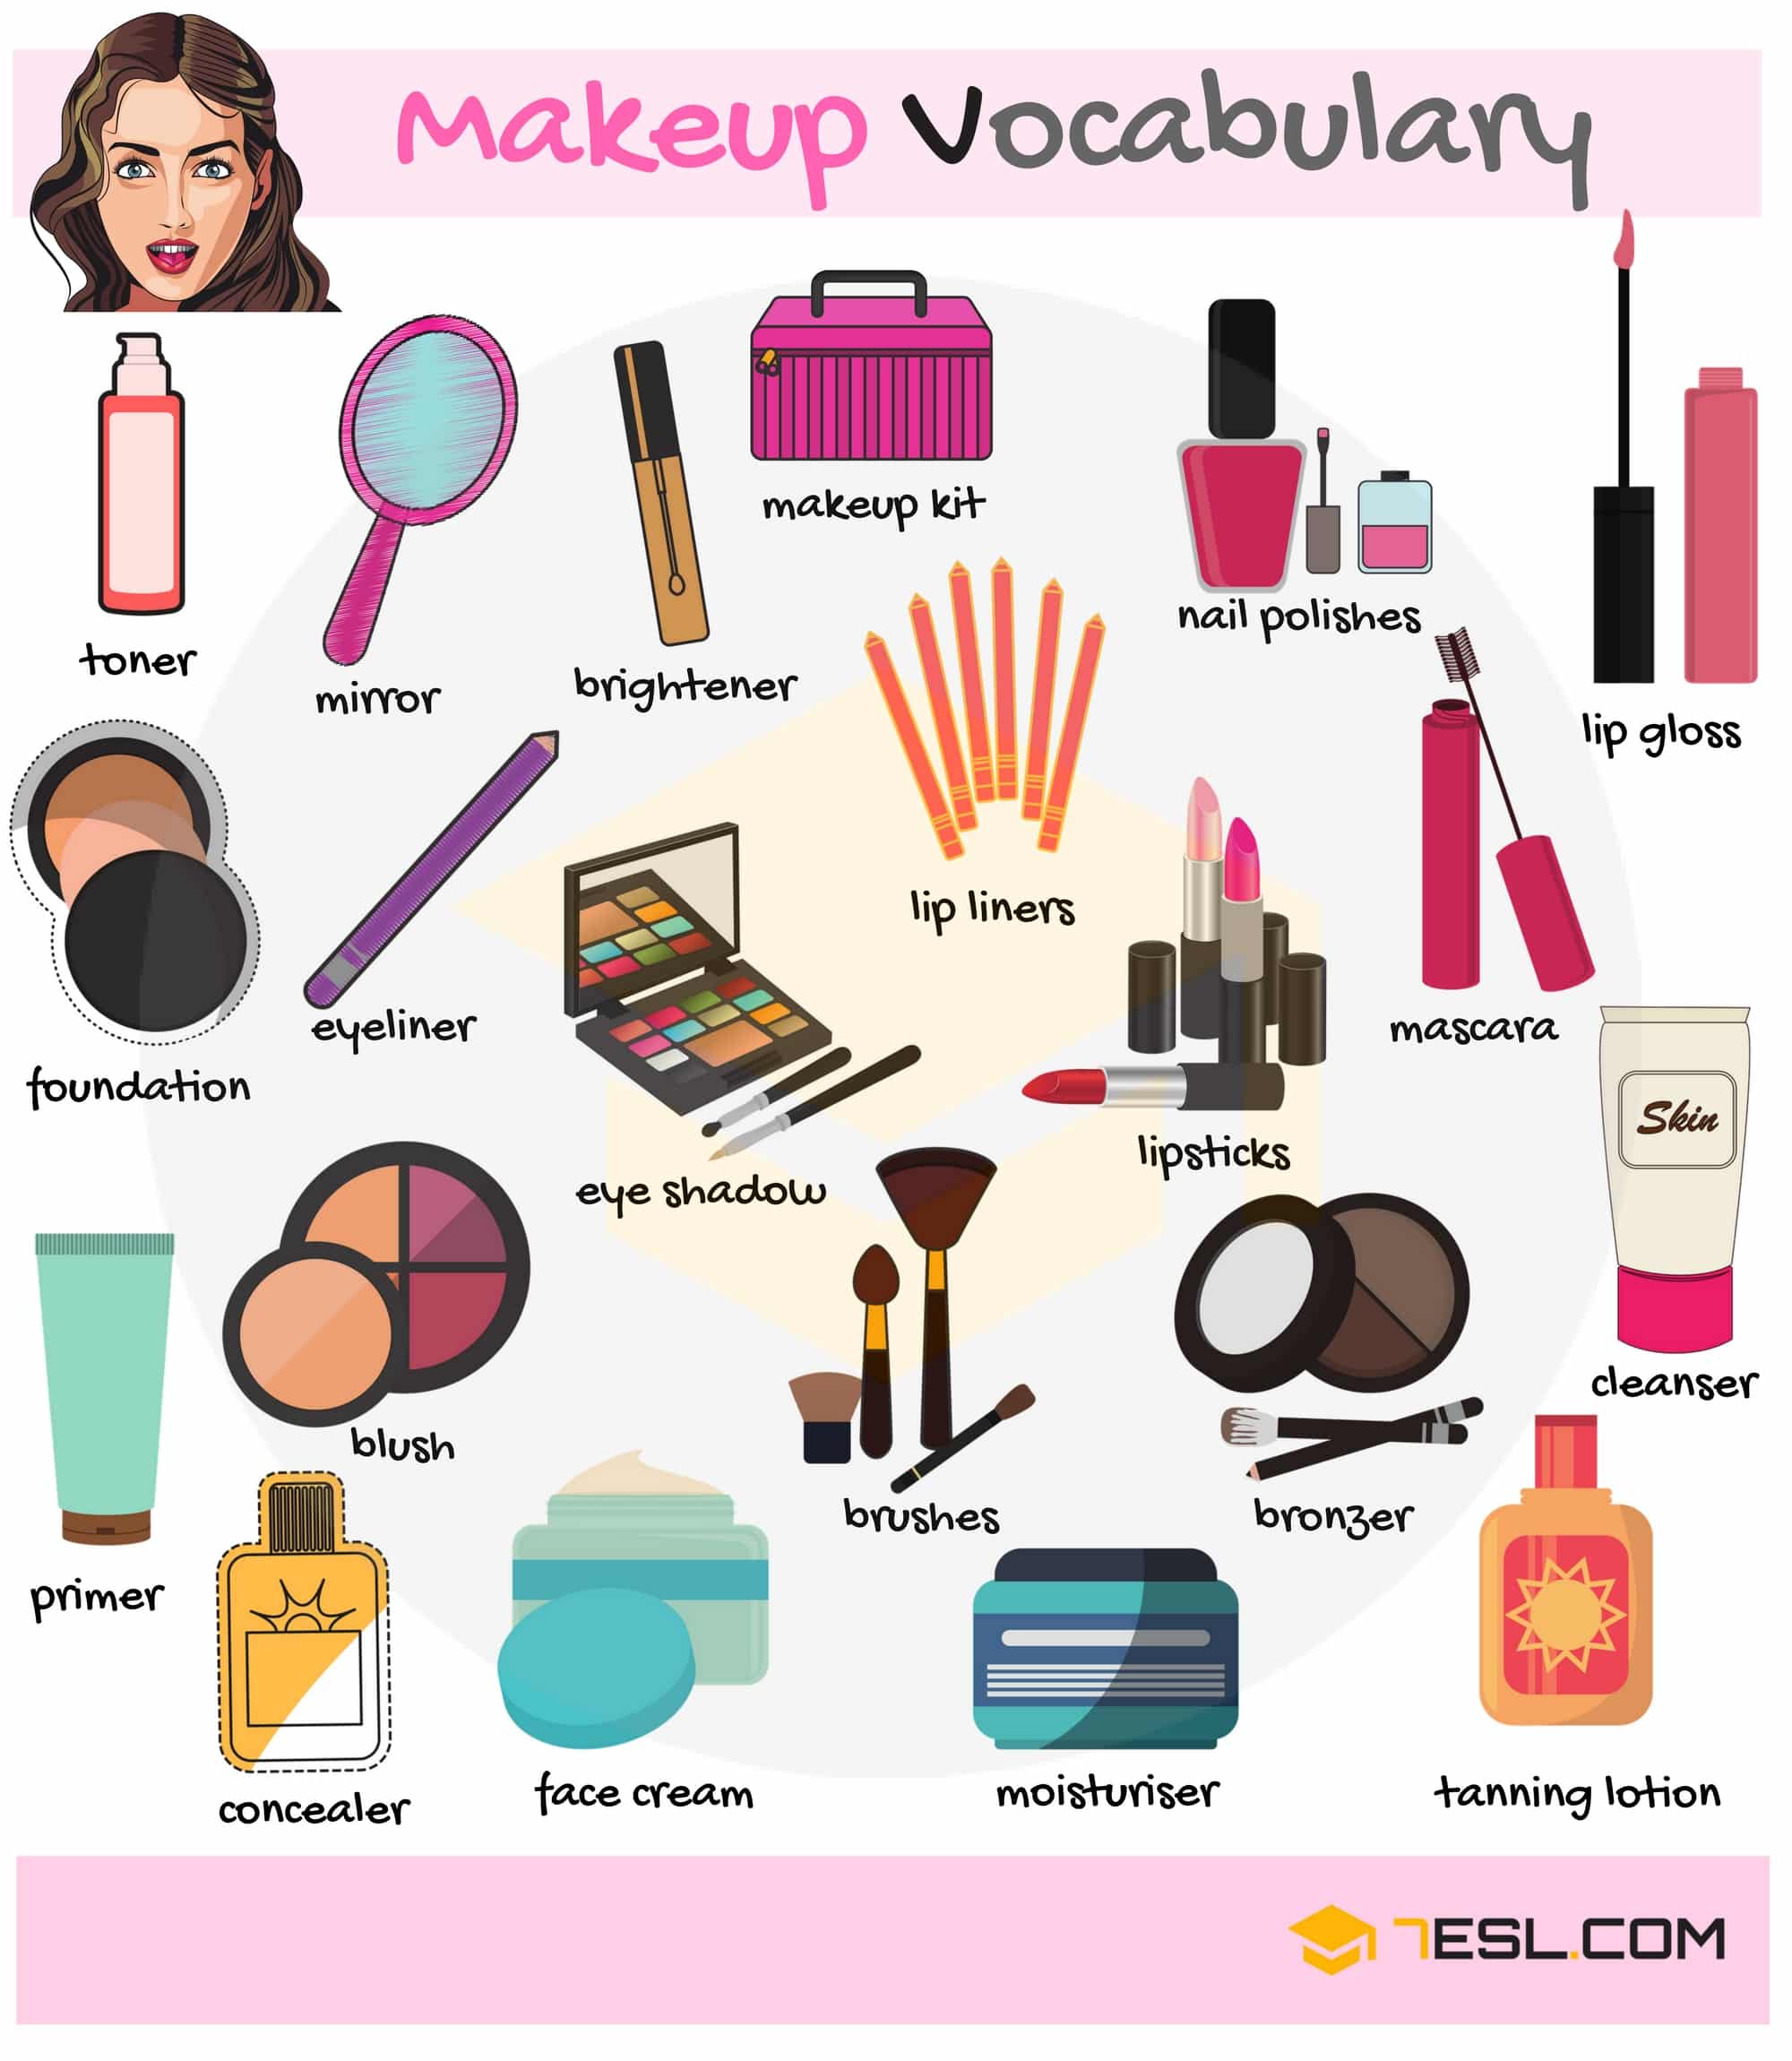 Makeup Vocabulary
makeup kit
nail polishes
toner
mirror
brightener
lip gloss
lip liners
eyeliner
mascara
foundation
Skin
lipsticks
eye shadow
cleanser
blush
brushes
bronzer
primer
concealer
face cream
moisturiser
tanning lotion
7ESL.COM